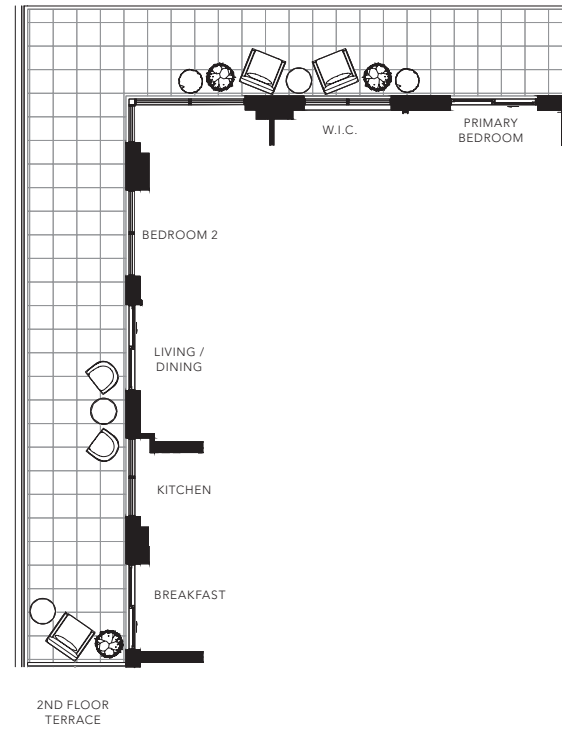 W.I.C.
PRIMARY
BEDROOM
BEDROOM 2
LIVING /
DINING
KITCHEN
BREAKFAST
2ND FLOOR
TERRACE